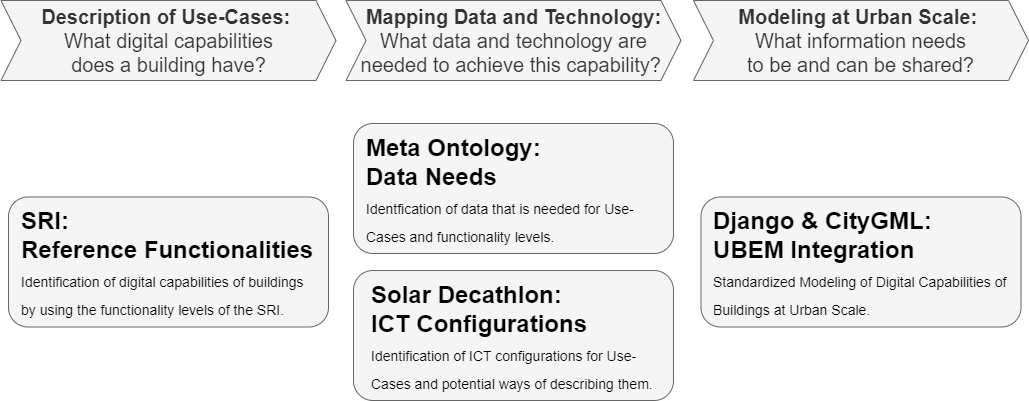 Description of Use-Cases:
What digital capabilities
does a building have?
Mapping Data and Technology:
What data and technology are
needed to achieve this capability?
Modeling at Urban Scale:
What information needs
to be and can be shared?
SRI:
Reference Functionalities
Identification of digital capabilities of buildings
by using the functionality levels of the SRI.
Meta Ontology:
Data Needs
Identfication of data that is needed for Use-
Cases and functionality levels.
Solar Decathlon:
ICT Configurations
Identification of ICT configurations for Use-
Cases and potential ways of describing them.
Django & CityGML:
UBEM Integration
Standardized Modeling of Digital Capabilities of
Buildings at Urban Scale.